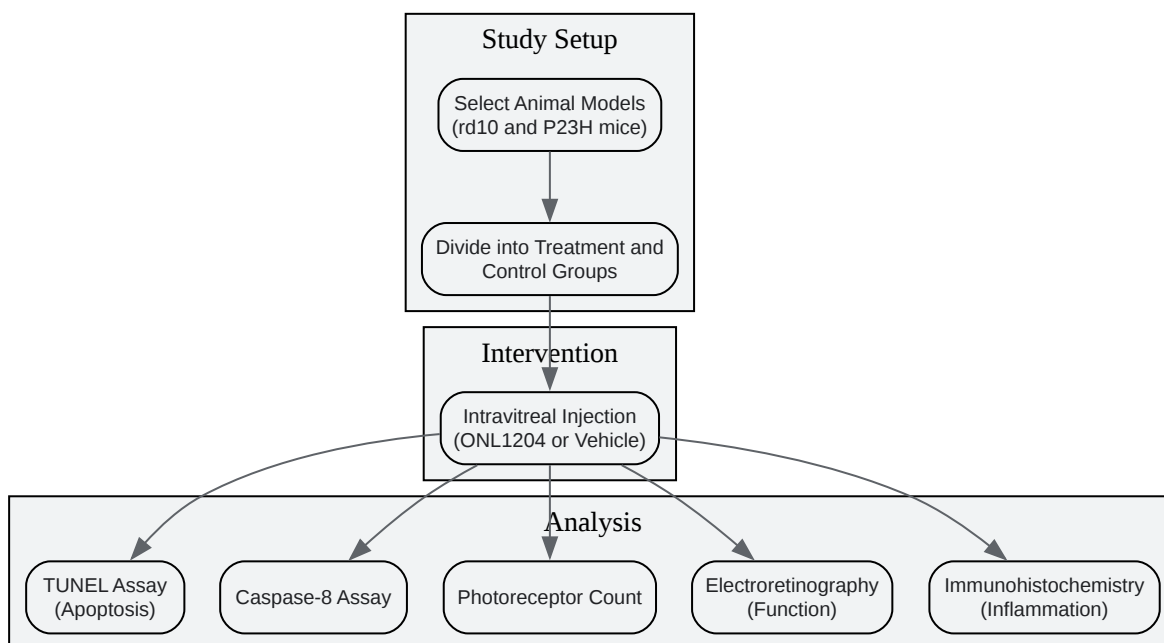 Study Setup
Select Animal Models
(rd10 and P23H mice)
Divide into Treatment and
Control Groups
Intervention
Intravitreal Injection
(ONL1204 or Vehicle)
Analysis
TUNEL Assay
(Apoptosis)
Caspase-8 Assay
Photoreceptor Count
Electroretinography
(Function)
Immunohistochemistry
(Inflammation)